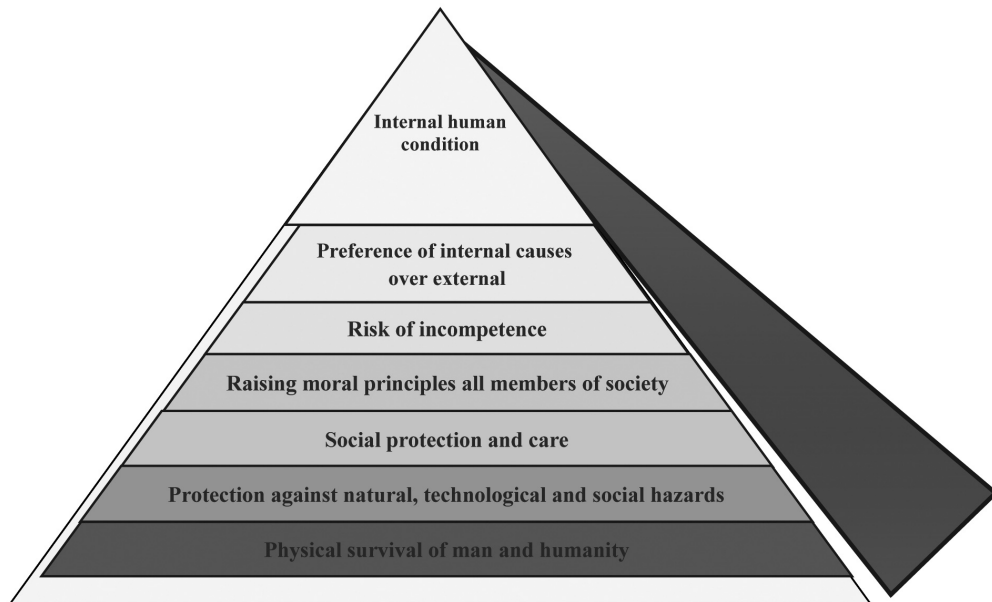 Internal human
condition
Preference of internal causes
over external
Risk of incompetence
Raising moral principles all members of society
Social protection and care
Protection against natural, technological and social hazards
Physical survival of man and humanity